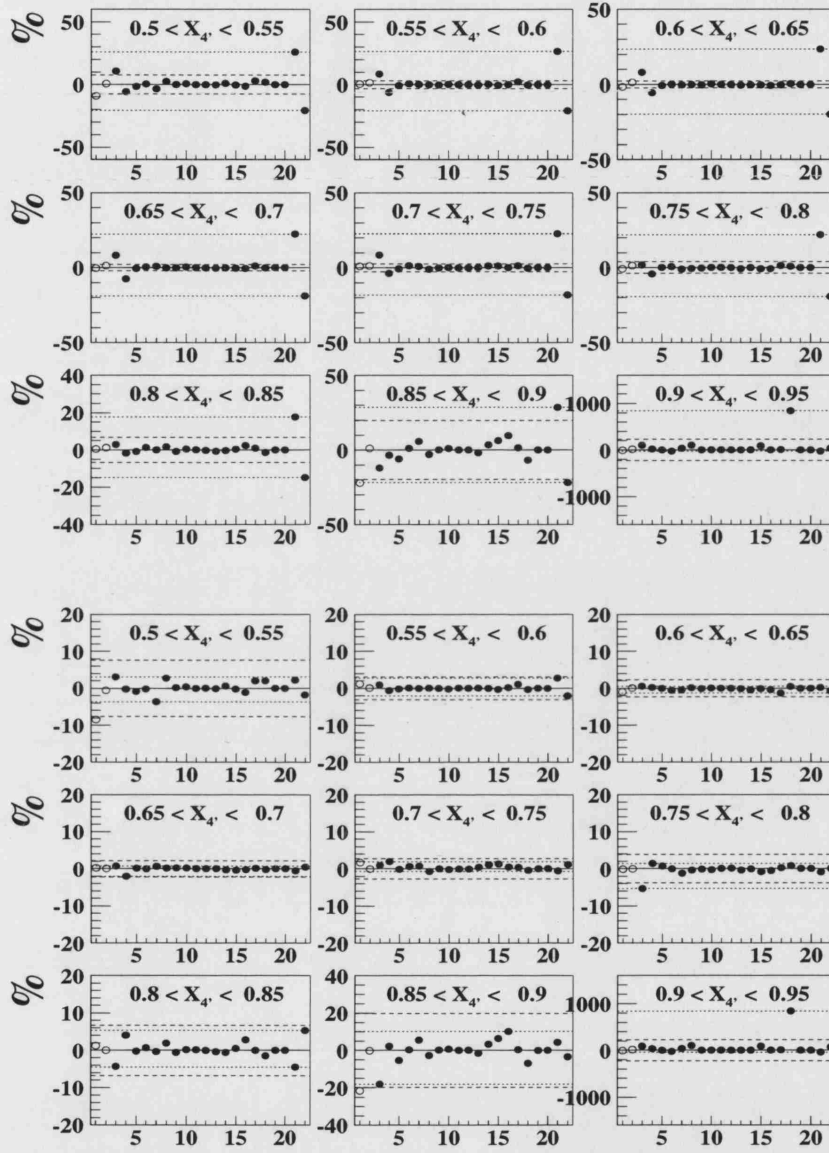 % 50 0 -50 0.5 < X4' < 0.55 5 10 15 20
50 0 -50 0.55 < X4' < 0.6 5 10 15 20
50 0 -50 0.6 < X4' < 0.65 5 10 15 20
% 50 0 -50 0.65 < X4' < 0.7 5 10 15 20
50 0 -50 0.7 < X4' < 0.75 5 10 15 20
50 0 -50 0.75 < X4' < 0.8 5 10 15 20
% 40 20 0 -20 -40 0.8 < X4' < 0.85 5 10 15 20
50 0 -50 0.85 < X4' < 0.9 5 10 15 20
1000 0 -1000 0.9 < X4' < 0.95 5 10 15 20
% 20 10 0 -10 -20 0.5 < X4' < 0.55 5 10 15 20
20 10 0 -10 -20 0.55 < X4' < 0.6 5 10 15 20
20 10 0 -10 -20 0.6 < X4' < 0.65 5 10 15 20
% 20 10 0 -10 -20 0.65 < X4' < 0.7 5 10 15 20
20 10 0 -10 -20 0.7 < X4' < 0.75 5 10 15 20
20 10 0 -10 -20 0.75 < X4' < 0.8 5 10 15 20
% 20 10 0 -10 -20 0.8 < X4' < 0.85 5 10 15 20
40 20 0 -20 -40 0.85 < X4' < 0.9 5 10 15 20
1000 0 -1000 0.9 < X4' < 0.95 5 10 15 20